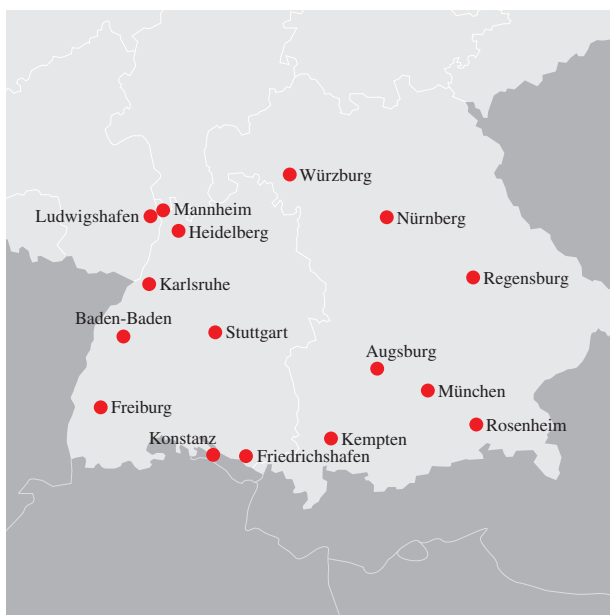 Würzburg
Mannheim
Ludwigshafen
Nürnberg
Heidelberg
Regensburg
Karlsruhe
Baden-Baden
Stuttgart
Augsburg
München
Freiburg
Rosenheim
Konstanz
Kempten
Friedrichshafen